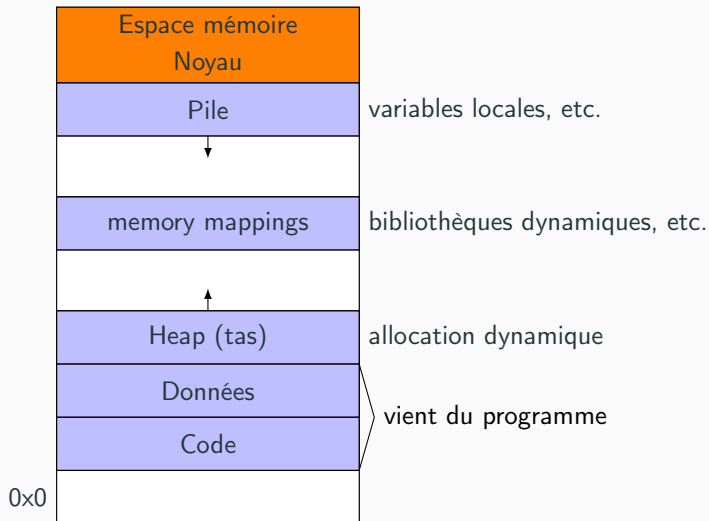 Espace mémoire
Noyau
Pile
variables locales, etc.
memory mappings
bibliothèques dynamiques, etc.
Heap (tas)
allocation dynamique
Données
vient du programme
Code
0x0